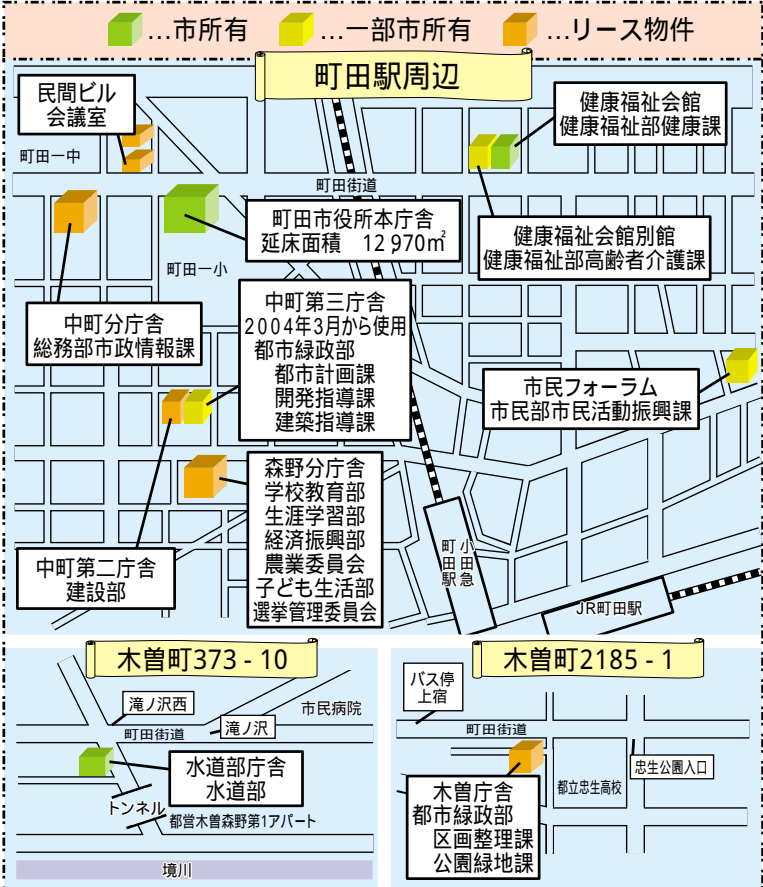 …市所有 …一部市所有 …リース物件
町田駅周辺
民間ビル
会議室
健康福祉会館
健康福祉部健康課
町田一中
町田街道
町田市役所本庁舎
延床面積 12,970㎡
健康福祉会館別館
健康福祉部高齢者介護課
町田一小
中町分庁舎
総務部市政情報課
中町第三庁舎
2004年3月から使用
都市緑政部
都市計画課
開発指導課
建築指導課
市民フォーラム
市民部市民活動振興課
森野分庁舎
学校教育部
生涯学習部
経済振興部
農業委員会
子ども生活部
選挙管理委員会
中町第二庁舎
建設部
小田急
町田駅
JR町田駅
木曽町373-10
滝ノ沢西
市民病院
町田街道
滝ノ沢
水道部庁舎
水道部
トンネル
都営木曽森野第1アパート
境川
木曽町2185-1
バス停
上宿
町田街道
忠生公園入口
都立忠生高校
木曽庁舎
都市緑政部
区画整理課
公園緑地課